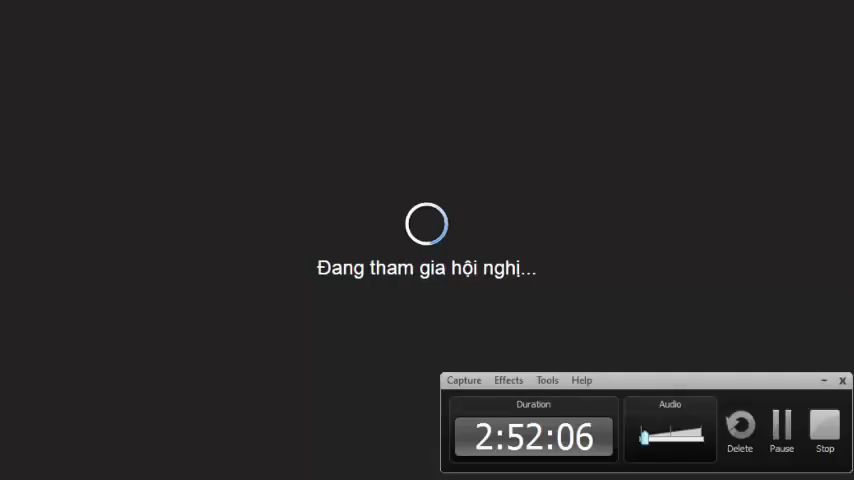 Đang tham gia hội nghị...
Capture Effects Tools Help
Duration Audio
2:52:06
Delete Pause Stop